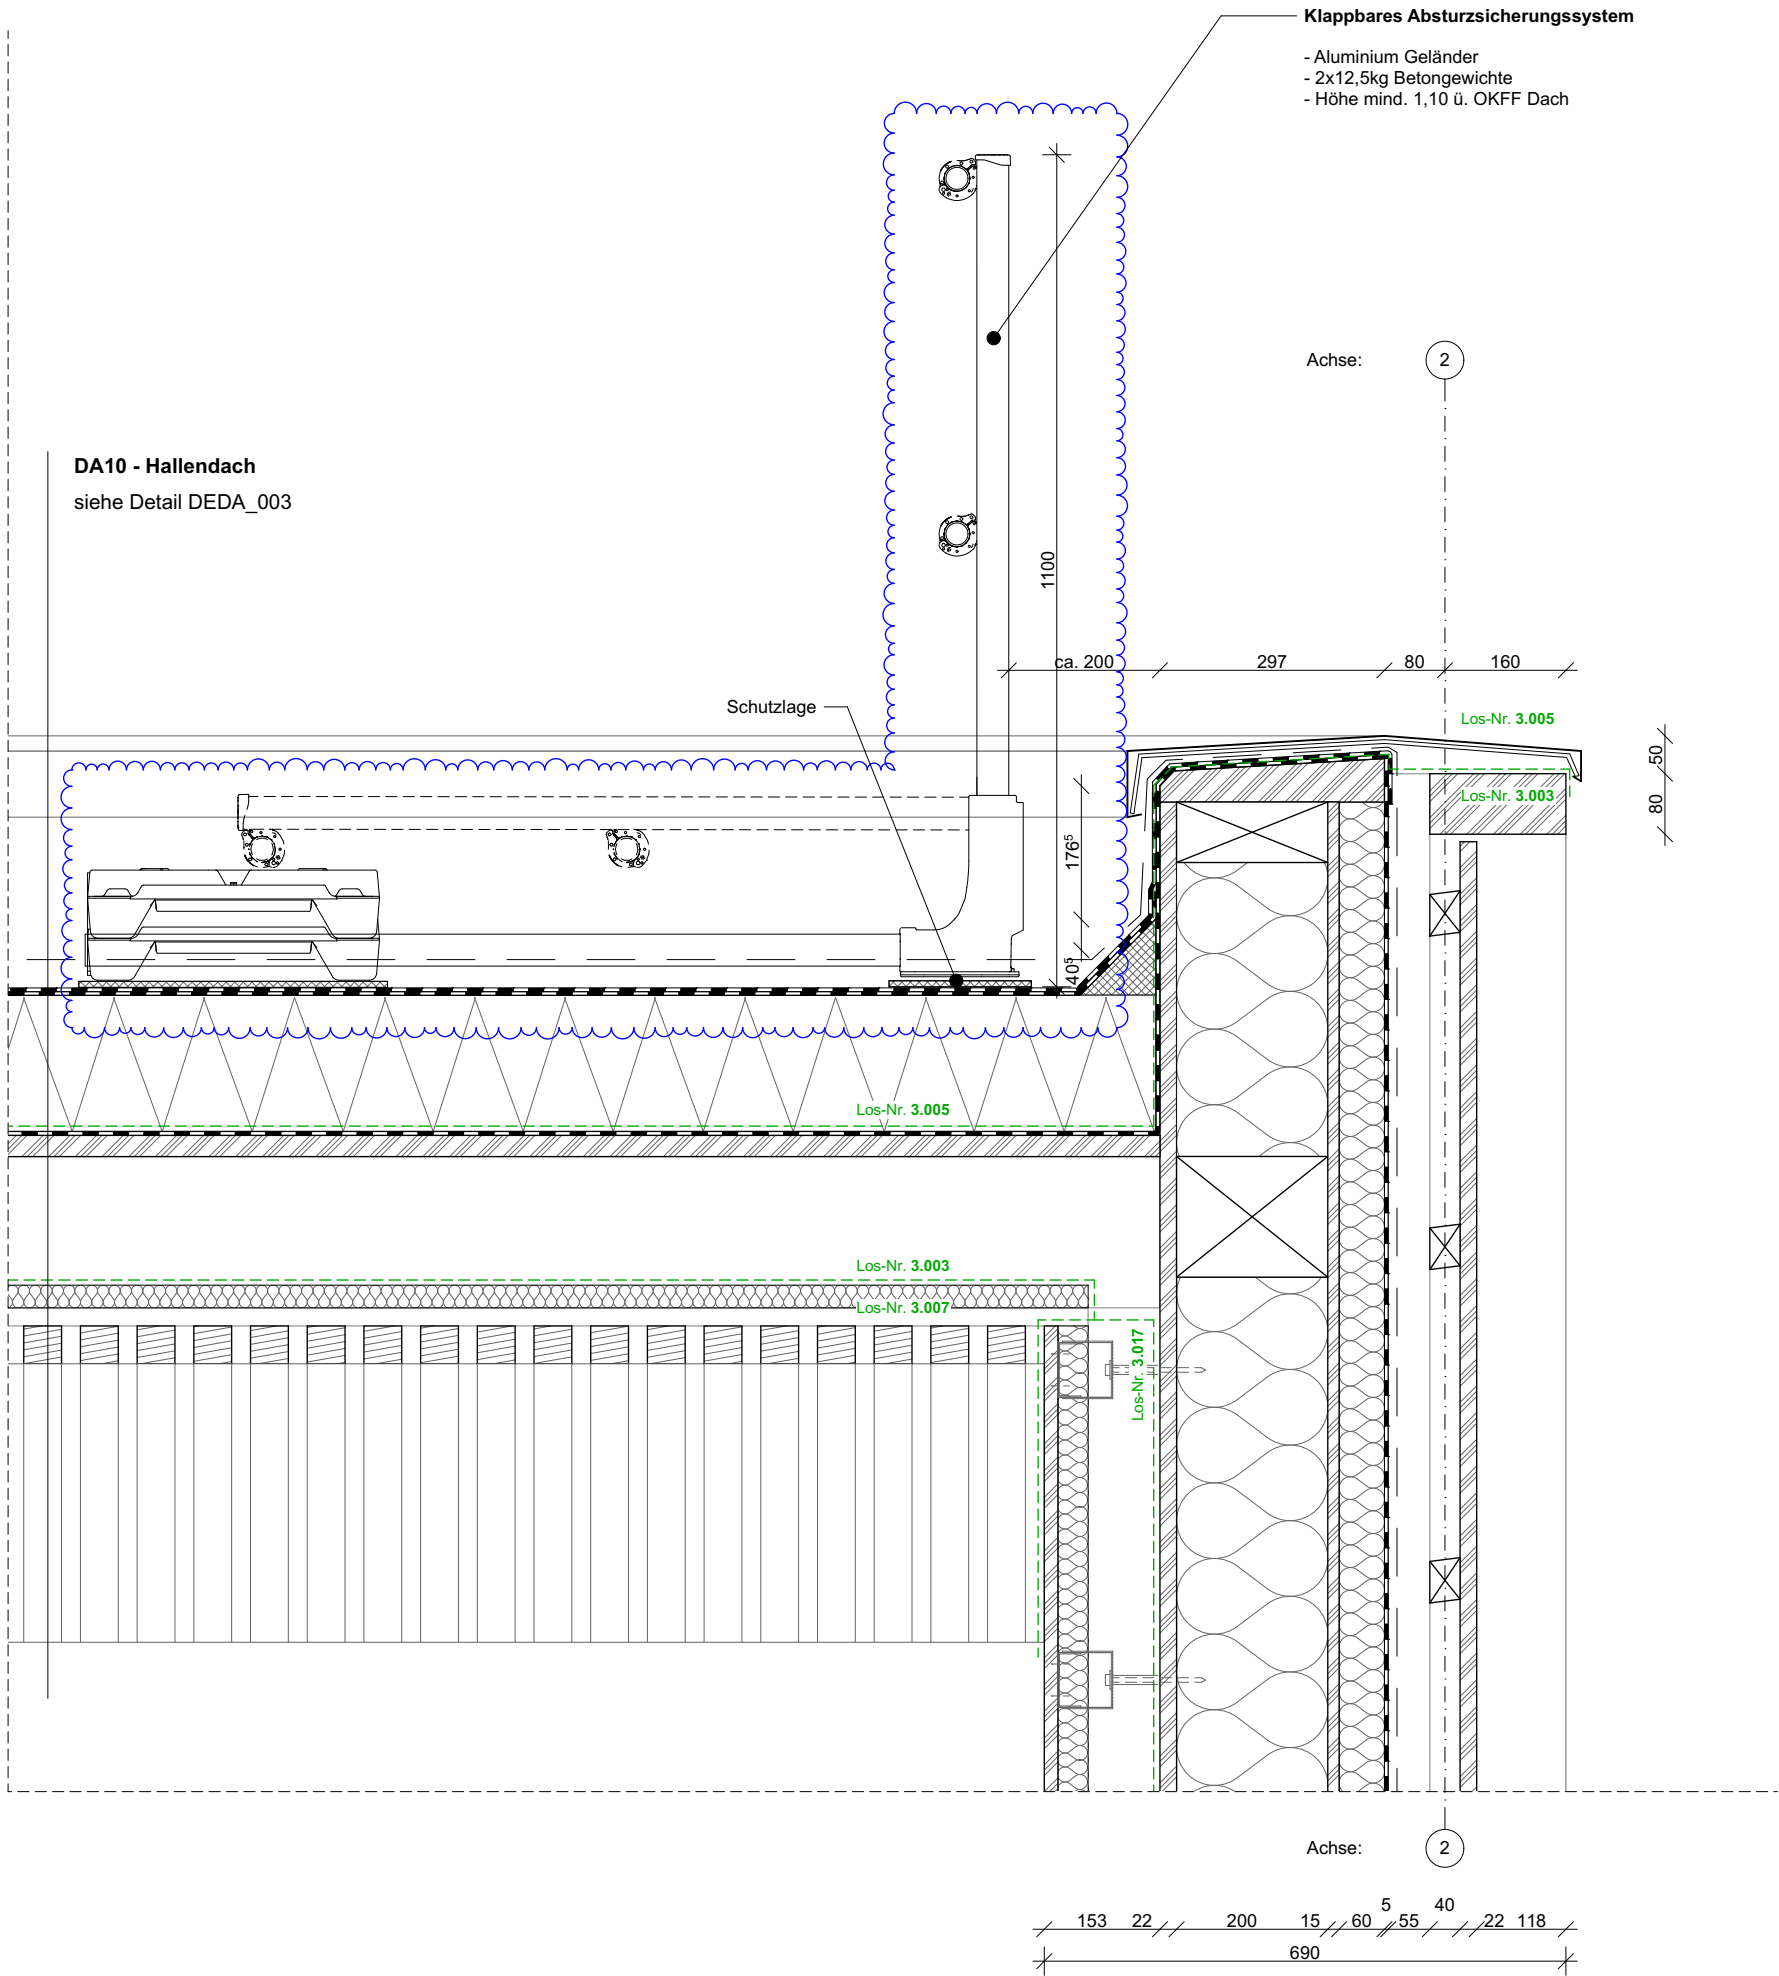 Klappbares Absturzsicherungssystem
- Aluminium Geländer
- 2x12,5kg Betongewichte
- Höhe mind. 1,10 ü. OKFF Dach
Achse: 2
DA10 - Hallendach
siehe Detail DEDA_003
1100
ca. 200 297 80 160
Schutzlage
Los-Nr. 3.005
50
Los-Nr. 3.003
80
176⁵
40⁵
Los-Nr. 3.005
Los-Nr. 3.003
Los-Nr. 3.007
Los-Nr. 3.017
Achse: 2
5 40
153 22 200 15 60 55 22 118
690